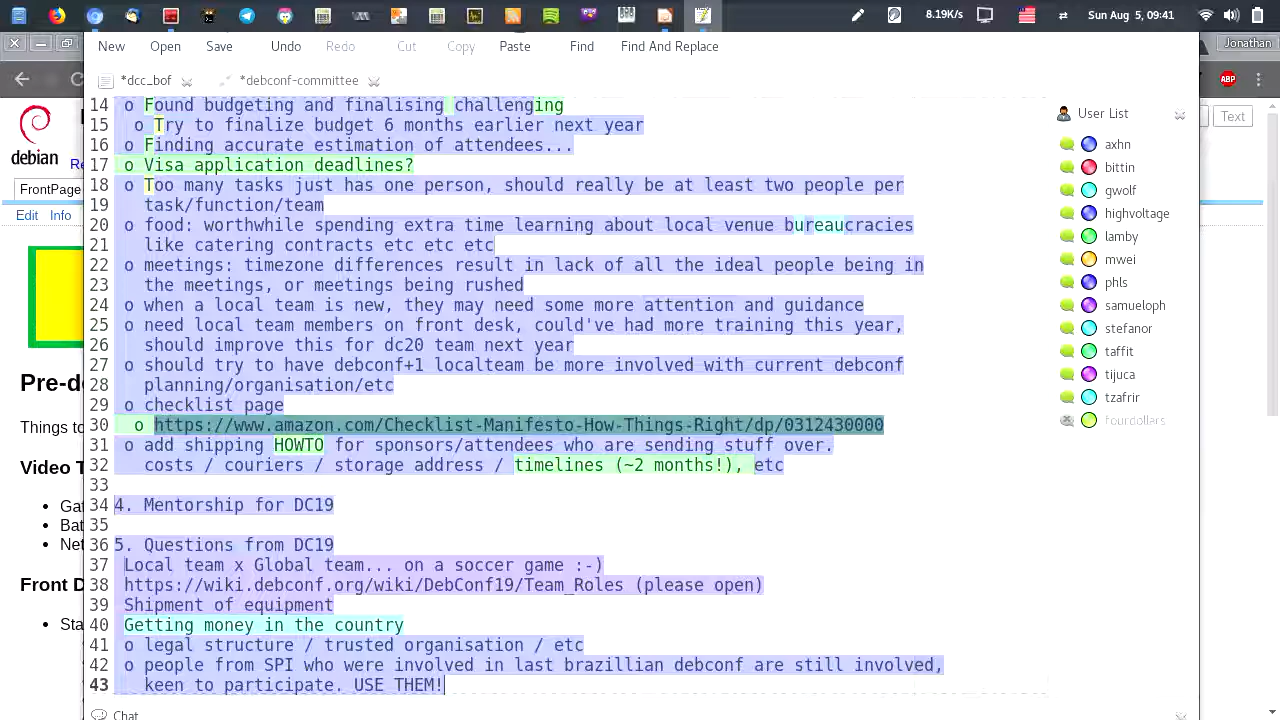 8.19K/s
Sun Aug 5, 09:41
Jonathan
New Open Save Undo Redo Cut Copy Paste Find Find And Replace
*dcc_bof *debconf-committee
ABP
Text
debian
FrontPage
Edit Info
Pre-d
Things to
Video T
Ga
Bat
Net
Front D
Sta
14 o Found budgeting and finalising challenging
15 o Try to finalize budget 6 months earlier next year
16 o Finding accurate estimation of attendees...
17 o Visa application deadlines?
18 o Too many tasks just has one person, should really be at least two people per
19 task/function/team
20 o food: worthwhile spending extra time learning about local venue bureaucracies
21 like catering contracts etc etc etc
22 o meetings: timezone differences result in lack of all the ideal people being in
23 the meetings, or meetings being rushed
24 o when a local team is new, they may need some more attention and guidance
25 o need local team members on front desk, could've had more training this year,
26 should improve this for dc20 team next year
27 o should try to have debconf+1 localteam be more involved with current debconf
28 planning/organisation/etc
29 o checklist page
30 o https://www.amazon.com/Checklist-Manifesto-How-Things-Right/dp/0312430000
31 o add shipping HOWTO for sponsors/attendees who are sending stuff over.
32 costs / couriers / storage address / timelines (~2 months!), etc
33
34 4. Mentorship for DC19
35
36 5. Questions from DC19
37 Local team x Global team... on a soccer game :-)
38 https://wiki.debconf.org/wiki/DebConf19/Team_Roles (please open)
39 Shipment of equipment
40 Getting money in the country
41 o legal structure / trusted organisation / etc
42 o people from SPI who were involved in last brazillian debconf are still involved,
43 keen to participate. USE THEM!
User List
axhn
bittin
gwolf
highvoltage
lamby
mwei
phls
samueloph
stefanor
taffit
tijuca
tzafrir
fourdollars
Chat